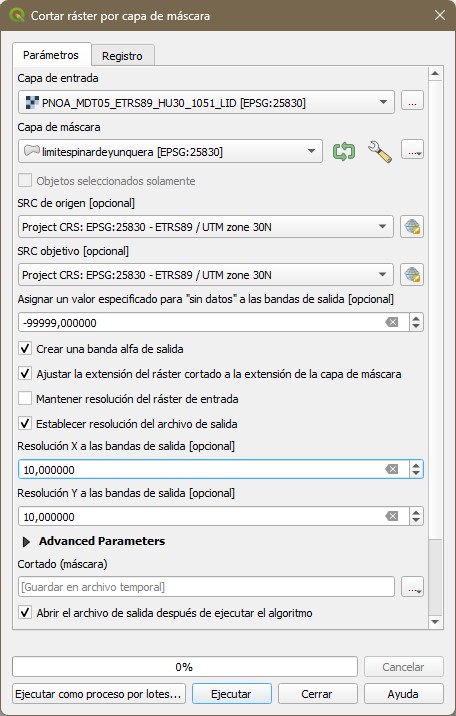 Cortar ráster por capa de máscara
Parámetros
Registro
Capa de entrada
PNOA_MDT05_ETRS89_HU30_1051_LID [EPSG:25830]
...
Capa de máscara
limitespinardeyunquera [EPSG:25830]
...
Objetos seleccionados solamente
SRC de origen [opcional]
Project CRS: EPSG:25830 - ETRS89 / UTM zone 30N
SRC objetivo [opcional]
Project CRS: EPSG:25830 - ETRS89 / UTM zone 30N
Asignar un valor especificado para "sin datos" a las bandas de salida [opcional]
-99999,000000
Crear una banda alfa de salida
Ajustar la extensión del ráster cortado a la extensión de la capa de máscara
Mantener resolución del ráster de entrada
Establecer resolución del archivo de salida
Resolución X a las bandas de salida [opcional]
10,000000
Resolución Y a las bandas de salida [opcional]
10,000000
Advanced Parameters
Cortado (máscara)
[Guardar en archivo temporal]
...
Abrir el archivo de salida después de ejecutar el algoritmo
0%
Cancelar
Ejecutar como proceso por lotes...
Ejecutar
Cerrar
Ayuda